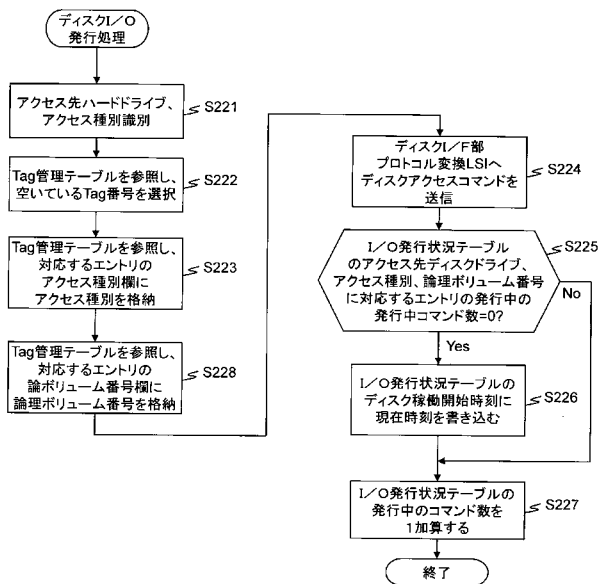 ディスクI／O
発行処理
アクセス先ハードドライブ、
アクセス種別識別
S221
Tag管理テーブルを参照し、
空いているTag番号を選択
S222
Tag管理テーブルを参照し、
対応するエントリの
アクセス種別欄に
アクセス種別を格納
S223
Tag管理テーブルを参照し、
対応するエントリの
論ボリューム番号欄に
論理ボリューム番号を格納
S228
ディスクI／F部
プロトコル変換LSIへ
ディスクアクセスコマンドを
送信
S224
I／O発行状況テーブル
のアクセス先ディスクドライブ、
アクセス種別、論理ボリューム番号
に対応するエントリの発行中の
発行中コマンド数=0?
S225
No
Yes
I／O発行状況テーブルの
ディスク稼働開始時刻に
現在時刻を書き込む
S226
I／O発行状況テーブルの
発行中のコマンド数を
1加算する
S227
終了